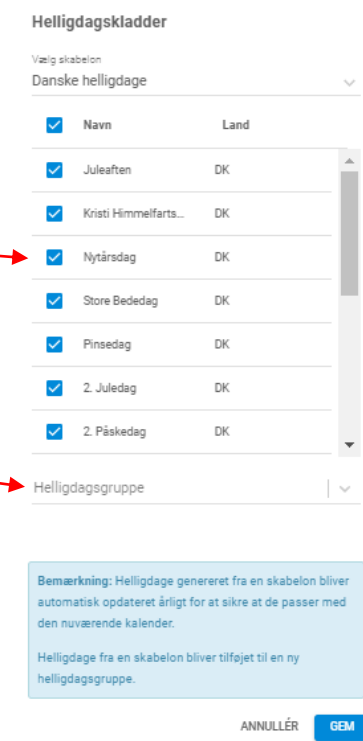 Helligdagskladder
Vælg skabelon
Danske helligdage
Navn Land
Juleaften DK
Kristi Himmelfarts... DK
Nytårsdag DK
Store Bededag DK
Pinsedag DK
2. Juledag DK
2. Påskedag DK
Helligdagsgruppe
Bemærkning: Helligdage genereret fra en skabelon bliver
automatisk opdateret årligt for at sikre at de passer med
den nuværende kalender.
Helligdage fra en skabelon bliver tilføjet til en ny
helligdagsgruppe.
ANNULLÉR GEM